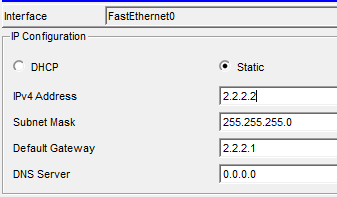 Interface FastEthernet0
IP Configuration
DHCP Static
IPv4 Address 2.2.2.2
Subnet Mask 255.255.255.0
Default Gateway 2.2.2.1
DNS Server 0.0.0.0